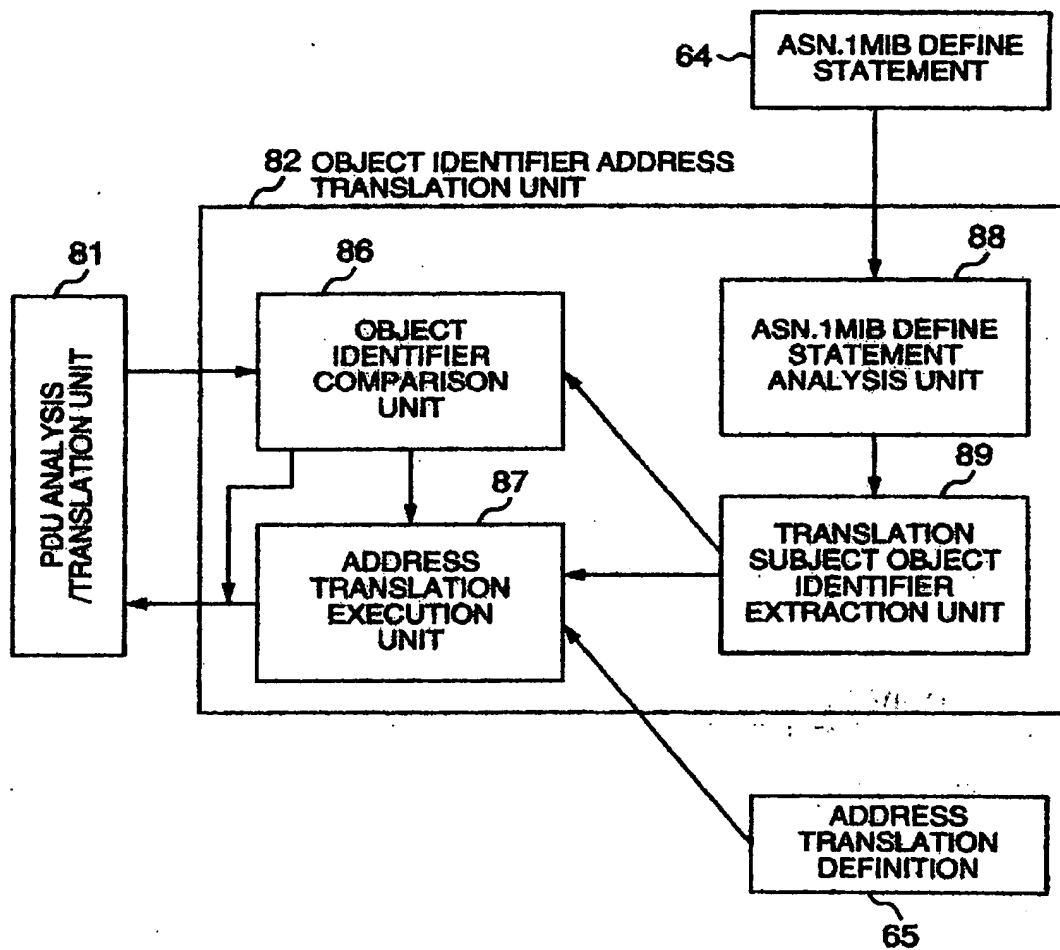 64
ASN.1MIB DEFINE
STATEMENT
82 OBJECT IDENTIFIER ADDRESS
TRANSLATION UNIT
81
PDU ANALYSIS
/TRANSLATION UNIT
86
OBJECT
IDENTIFIER
COMPARISON
UNIT
88
ASN.1MIB DEFINE
STATEMENT
ANALYSIS UNIT
87
ADDRESS
TRANSLATION
EXECUTION
UNIT
89
TRANSLATION
SUBJECT OBJECT
IDENTIFIER
EXTRACTION UNIT
ADDRESS
TRANSLATION
DEFINITION
65